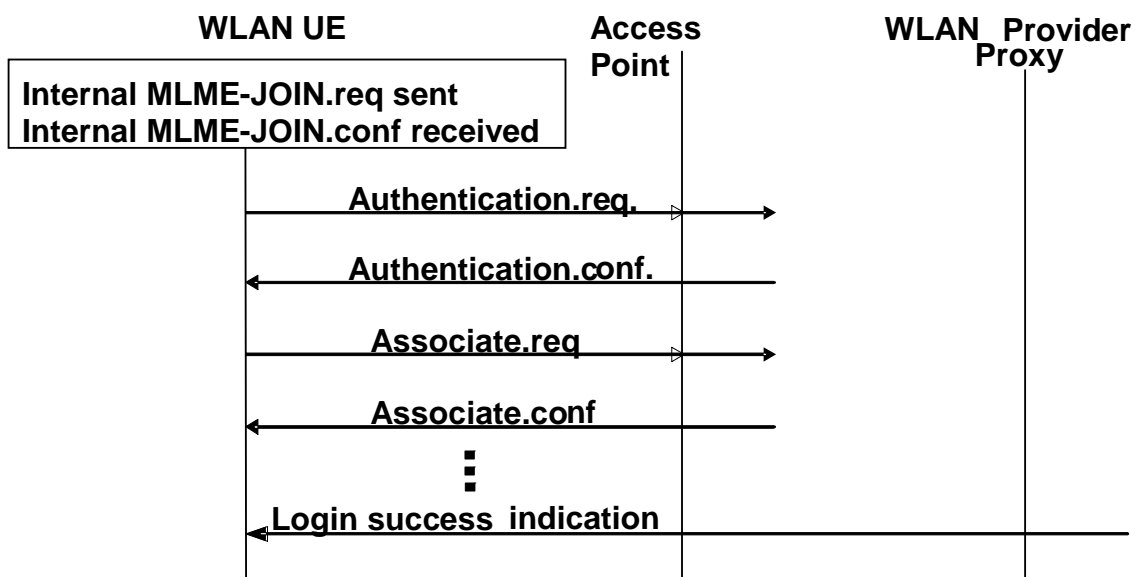 WLAN UE
Access
Point
WLAN Provider
Proxy
Internal MLME-JOIN.req sent
Internal MLME-JOIN.conf received
Authentication.req.
Authentication.conf.
Associate.req
Associate.conf
Login success indication